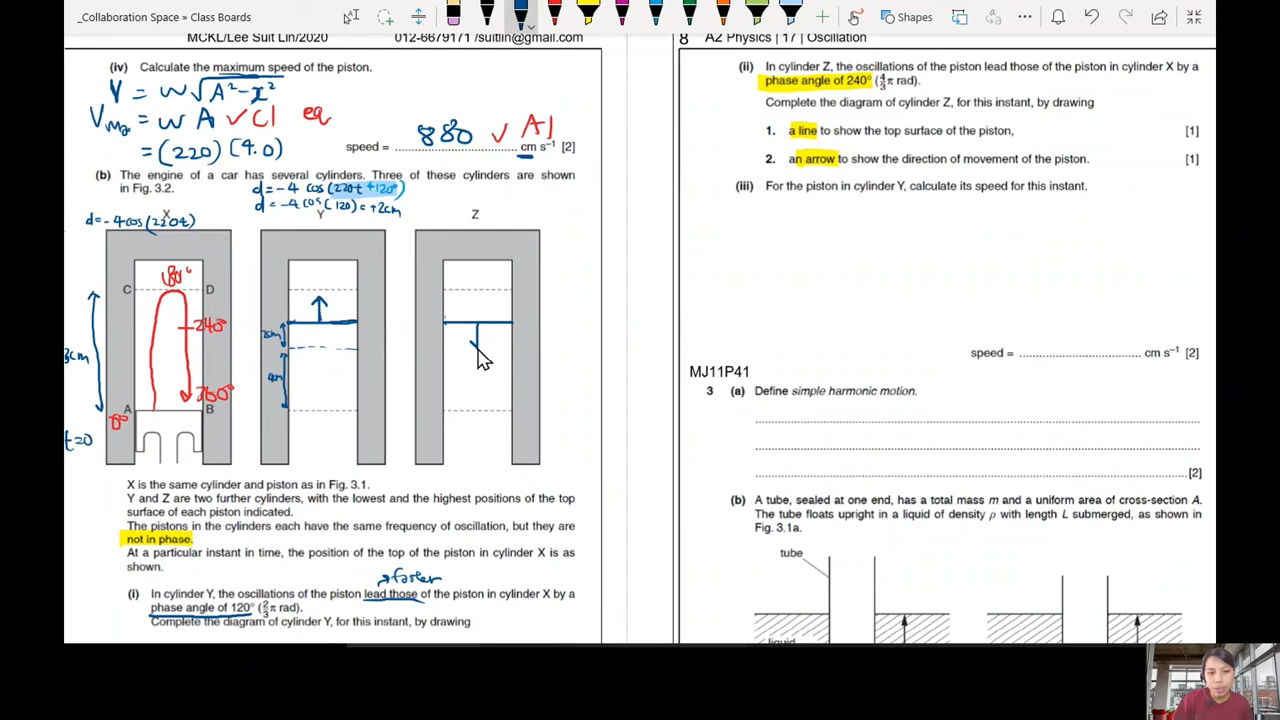 _Collaboration Space » Class Boards
Shapes
MCKL/Lee Suit Lin/2020 012-6679171 /suitlin@gmail.com
(iv) Calculate the maximum speed of the piston.
V = ω√A²-x²
V = ω A ✓ C1 eq
= (220) (4.0)
880 ✓ A1
speed = ................ cm s⁻¹ [2]
(b) The engine of a car has several cylinders. Three of these cylinders are shown
in Fig. 3.2.
d = -4 cos (220t +120°)
d = -4 cos (120) = +2cm
d = -4 cos (220t)
X Y Z
180°
C D
240°
2cm
4cm
360°
A B
0°
t=0
X is the same cylinder and piston as in Fig. 3.1.
Y and Z are two further cylinders, with the lowest and the highest positions of the top
surface of each piston indicated.
The pistons in the cylinders each have the same frequency of oscillation, but they are
not in phase.
At a particular instant in time, the position of the top of the piston in cylinder X is as
shown.
→ faster
(i) In cylinder Y, the oscillations of the piston lead those of the piston in cylinder X by a
phase angle of 120° (⅔π rad).
Complete the diagram of cylinder Y, for this instant, by drawing
8 A2 Physics | 17 | Oscillation
(ii) In cylinder Z, the oscillations of the piston lead those of the piston in cylinder X by a
phase angle of 240° (4/3π rad).
Complete the diagram of cylinder Z, for this instant, by drawing
1. a line to show the top surface of the piston, [1]
2. an arrow to show the direction of movement of the piston. [1]
(iii) For the piston in cylinder Y, calculate its speed for this instant.
speed = ................ cm s⁻¹ [2]
MJ11P41
3 (a) Define simple harmonic motion.
[2]
(b) A tube, sealed at one end, has a total mass m and a uniform area of cross-section A.
The tube floats upright in a liquid of density ρ with length L submerged, as shown in
Fig. 3.1a.
tube
liquid